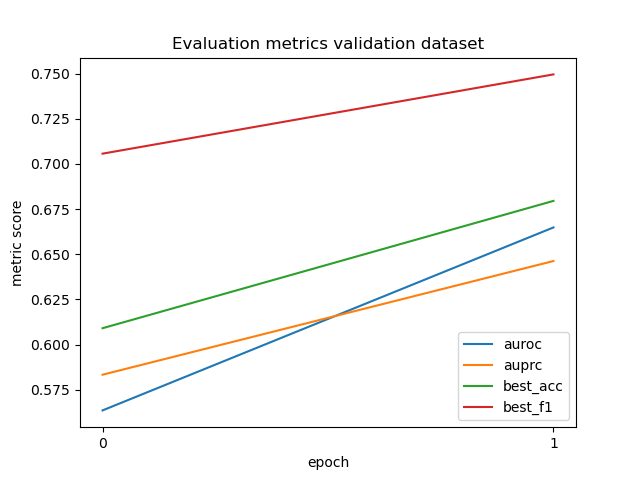 Evaluation metrics validation dataset
metric score
0.750
0.725
0.700
0.675
0.650
0.625
0.600
0.575
auroc
auprc
best_acc
best_f1
0
1
epoch